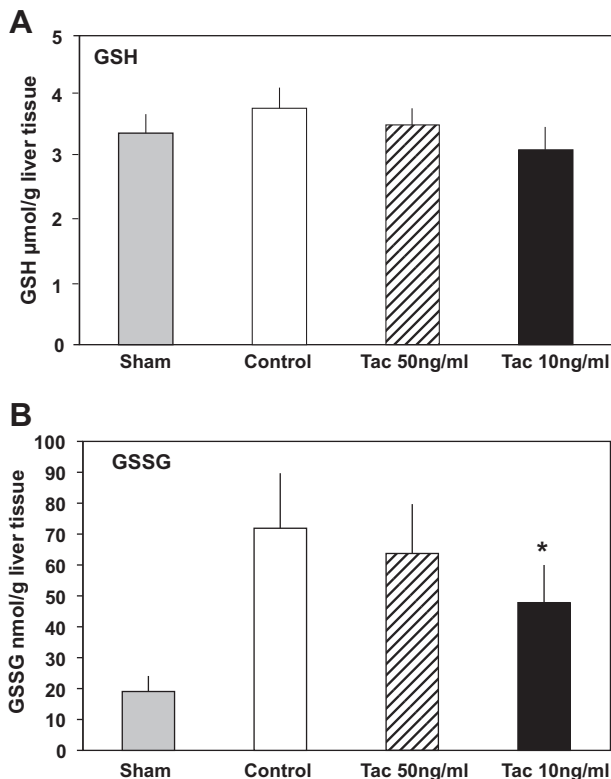 A
GSH
GSH µmol/g liver tissue
5
4
3
2
1
0
Sham Control Tac 50ng/ml Tac 10ng/ml
B
GSSG
GSSG nmol/g liver tissue
100
90
80
70
60
50
40
30
20
10
0
*
Sham Control Tac 50ng/ml Tac 10ng/ml